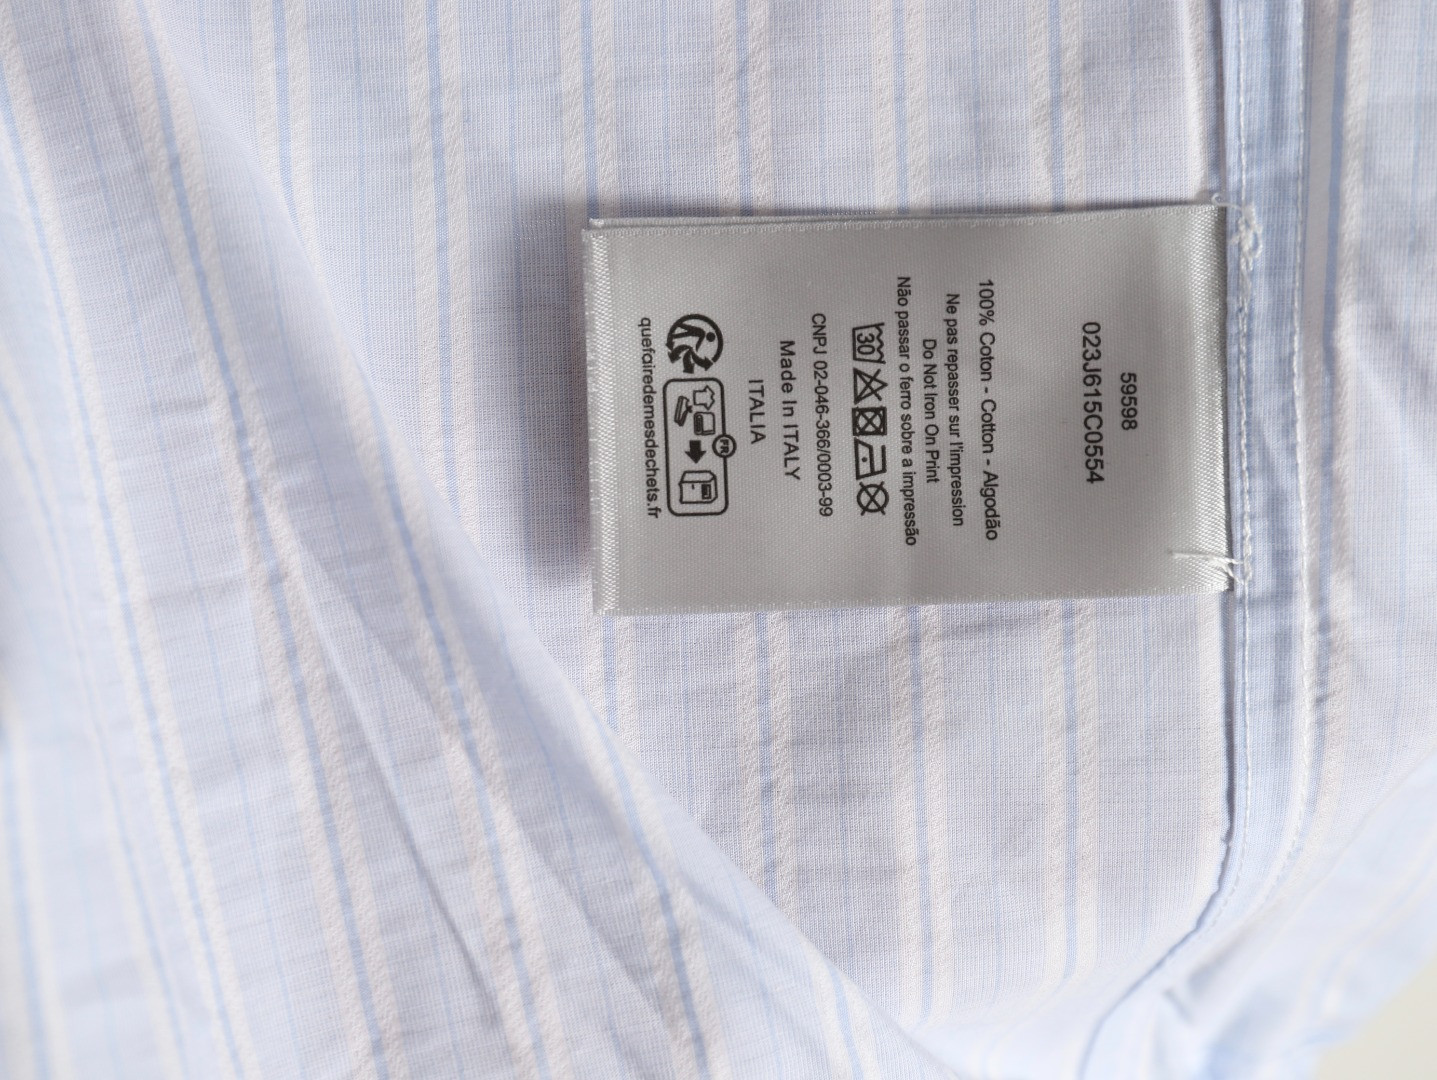 59598
023J615C0554
100% Coton - Cotton - Algodão
Ne pas repasser sur l'impression
Do Not Iron On Print
Não passar o ferro sobre a impressão
30
CNPJ 02-046-366/0003-99
Made In ITALY
ITALIA
FR
quefairedemesdechets.fr